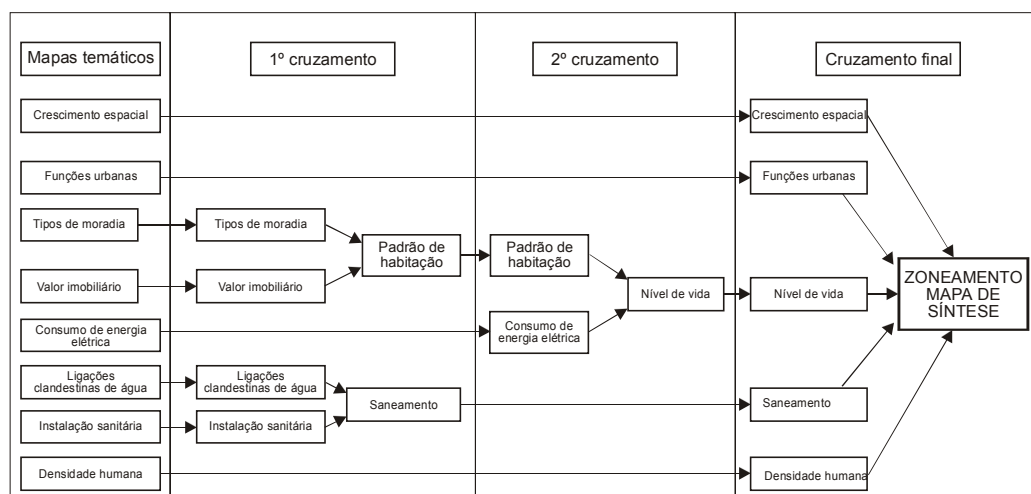 Mapas temáticos
1º cruzamento
2º cruzamento
Cruzamento final
Crescimento espacial
Crescimento espacial
Funções urbanas
Funções urbanas
Tipos de moradia
Tipos de moradia
Padrão de
habitação
Padrão de
habitação
Valor imobiliário
Valor imobiliário
Nível de vida
Nível de vida
ZONEAMENTO
MAPA DE
SÍNTESE
Consumo de energia
elétrica
Consumo de
energia elétrica
Ligações
clandestinas de água
Ligações
clandestinas de água
Saneamento
Saneamento
Instalação sanitária
Instalação sanitária
Densidade humana
Densidade humana